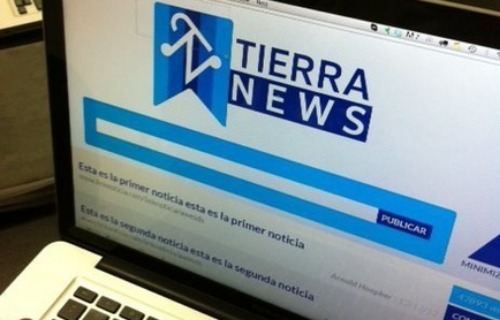 TIERRA
NEWS
PUBLICAR
Esta es la primer noticia esta es la primer noticia
Esta es la segunda noticia esta es la segunda noticia
MINIMIZ